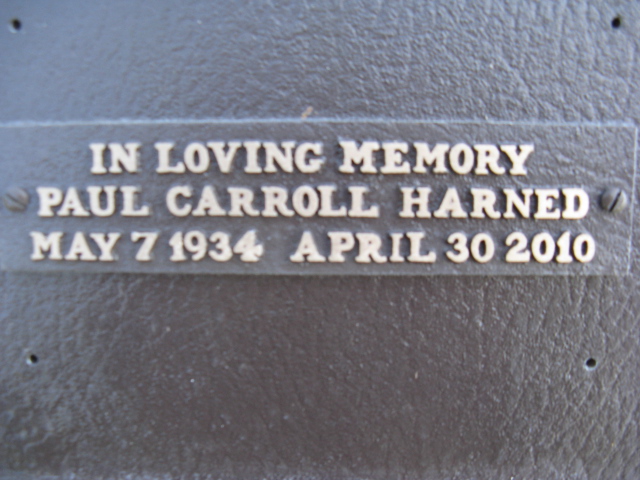 IN LOVING MEMORY
PAUL CARROLL HARNED
MAY 7 1934 APRIL 30 2010